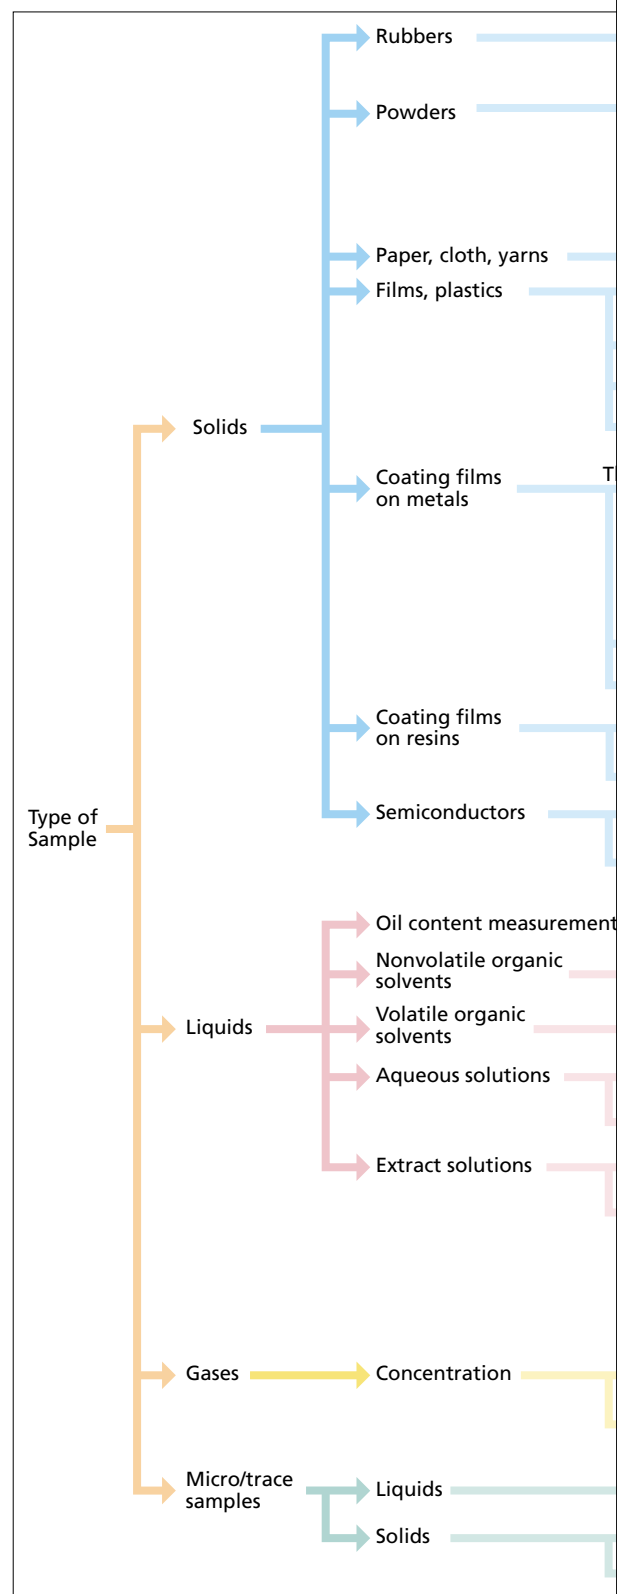 Rubbers
Powders
Paper, cloth, yarns
Films, plastics
Solids
Coating films
on metals
Coating films
on resins
Type of
Sample
Semiconductors
Oil content measurement
Nonvolatile organic
solvents
Liquids
Volatile organic
solvents
Aqueous solutions
Extract solutions
Gases
Concentration
Micro/trace
samples
Liquids
Solids